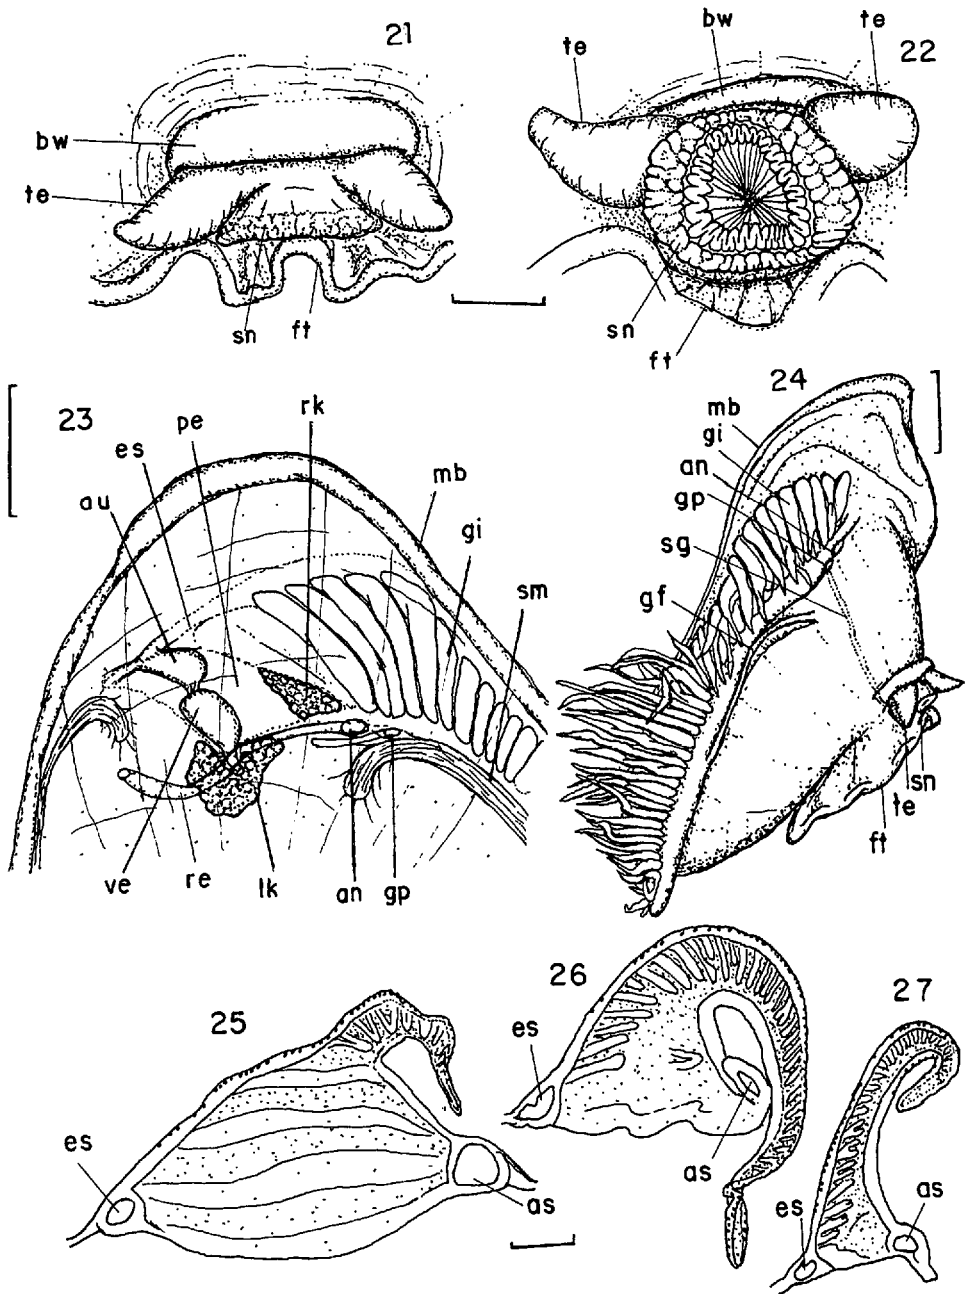 21
bw
te
sn
ft
22
te
bw
te
sn
ft
23
au
es
pe
rk
mb
gi
sm
ve
re
lk
an
gp
24
mb
gi
an
gp
sg
gf
sn
te
ft
25
es
as
26
es
as
27
es
as